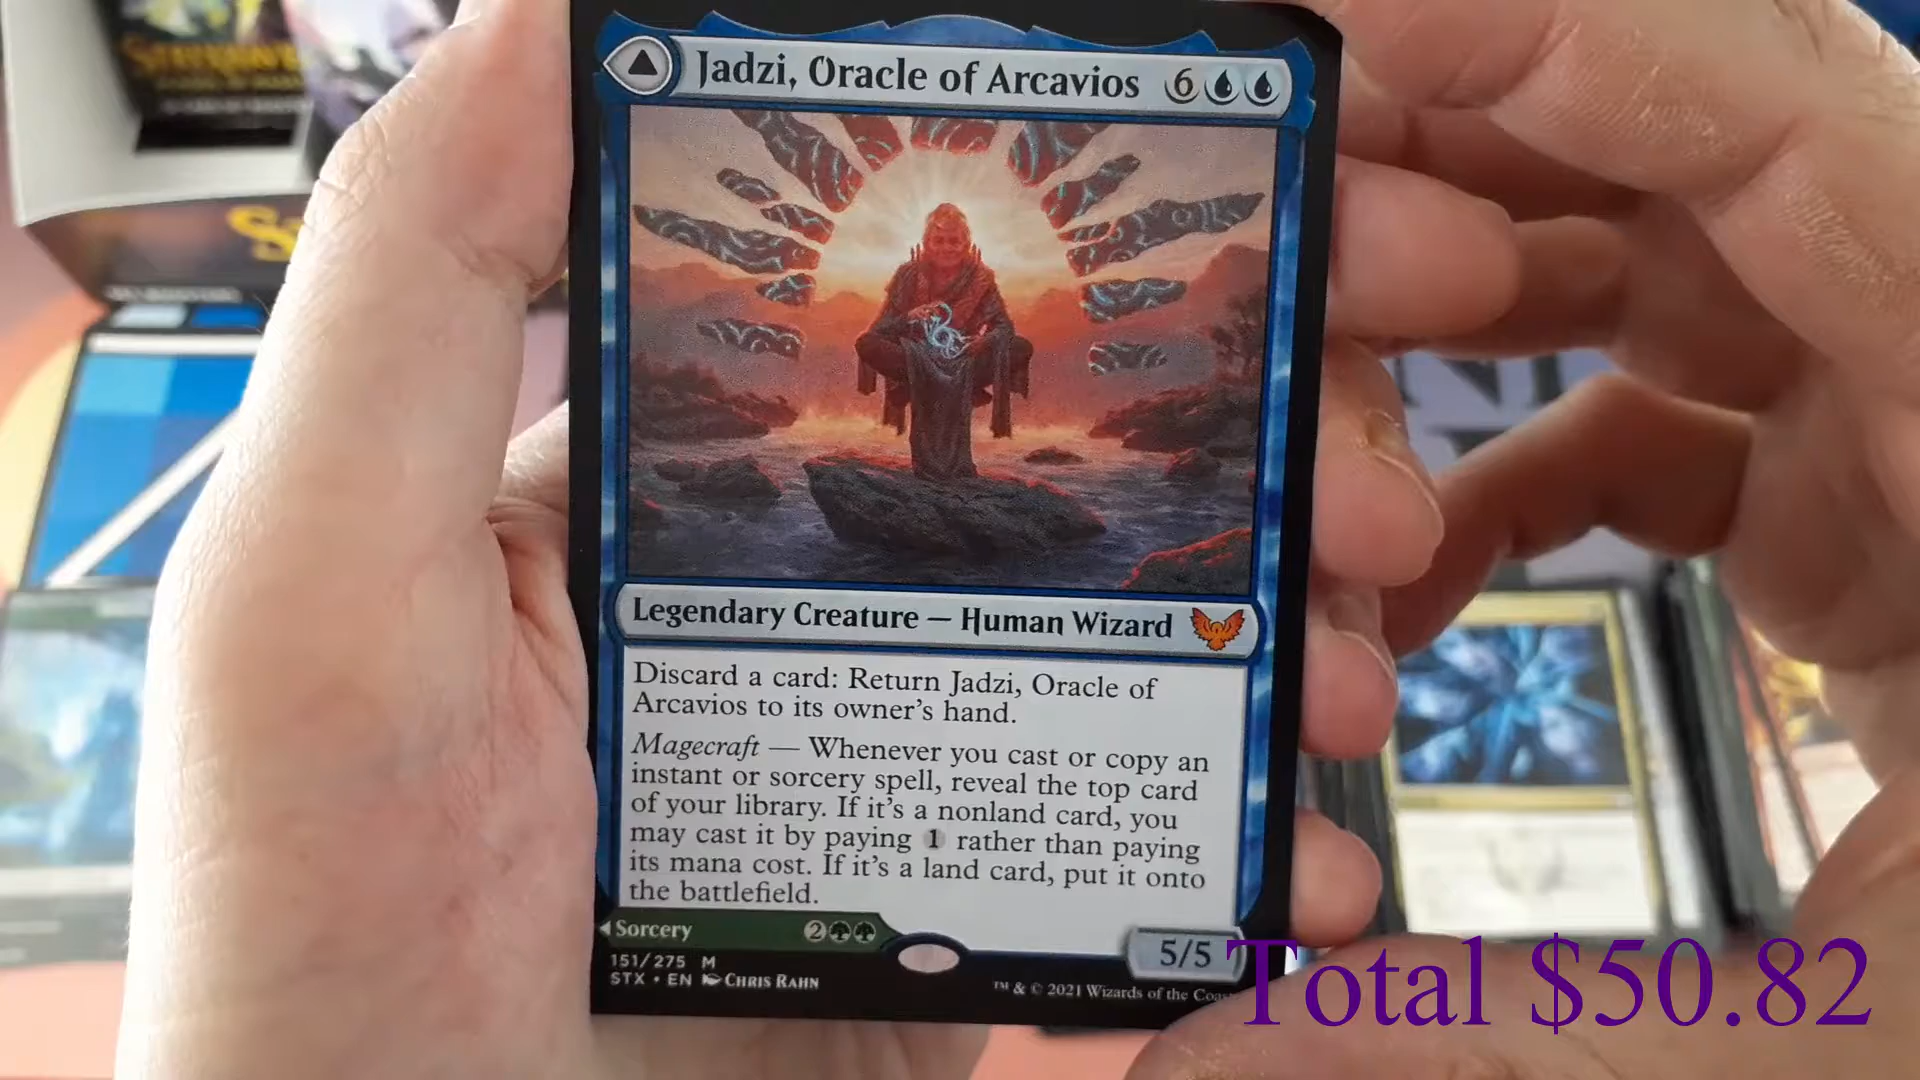 Jadzi, Oracle of Arcavios 6
Legendary Creature — Human Wizard
Discard a card: Return Jadzi, Oracle of
Arcavios to its owner's hand.
Magecraft — Whenever you cast or copy an
instant or sorcery spell, reveal the top card
of your library. If it's a nonland card, you
may cast it by paying 1 rather than paying
its mana cost. If it's a land card, put it onto
the battlefield.
Sorcery 2
5/5
151/275 M
STX • EN Chris Rahn
™ & © 2021 Wizards of the
Total $50.82